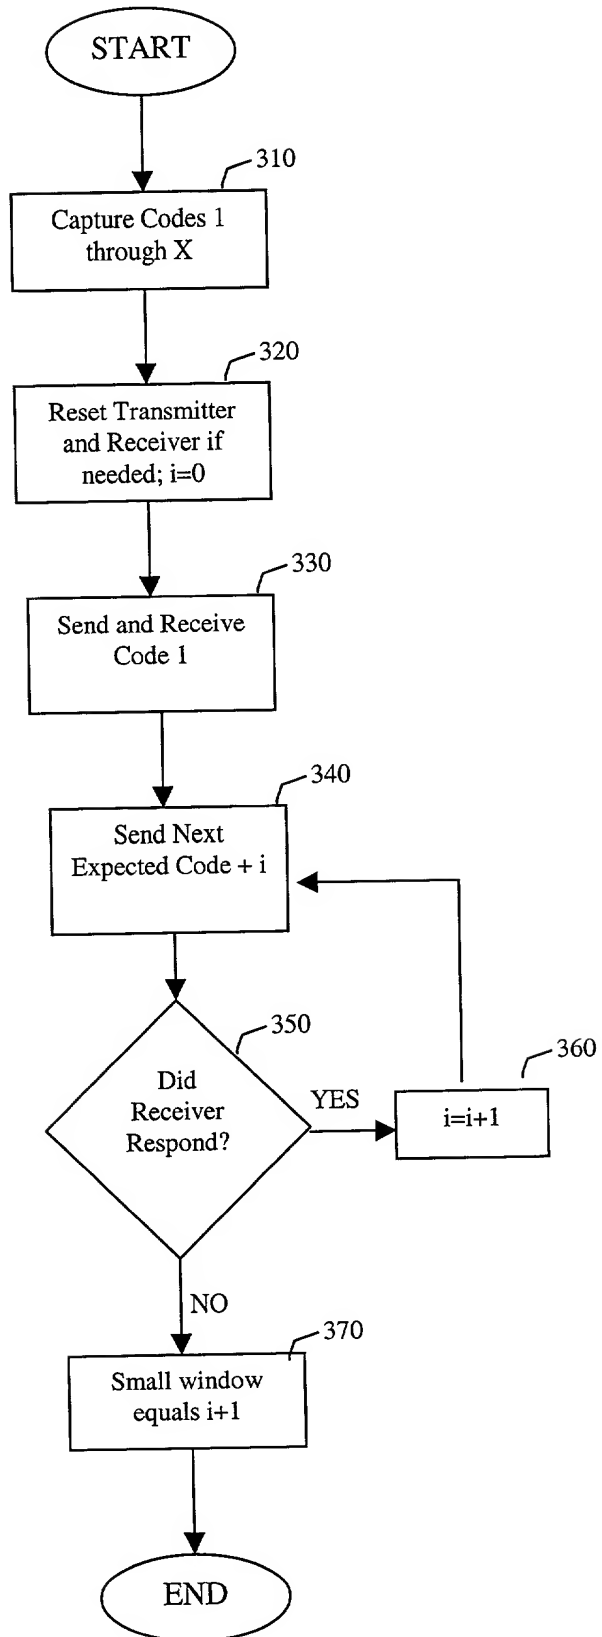 START
310
Capture Codes 1
through X
320
Reset Transmitter
and Receiver if
needed; i=0
330
Send and Receive
Code 1
340
Send Next
Expected Code + i
350
Did
Receiver
Respond?
YES
360
i=i+1
NO
370
Small window
equals i+1
END